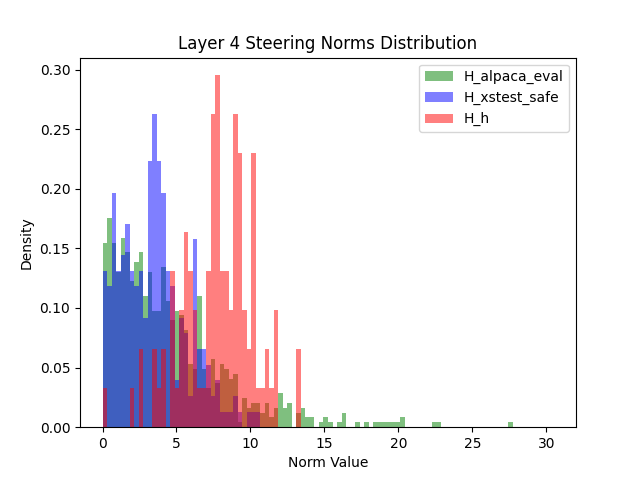 Layer 4 Steering Norms Distribution
H_alpaca_eval
H_xstest_safe
H_h
0.30
0.25
0.20
0.15
0.10
0.05
0.00
Density
0 5 10 15 20 25 30
Norm Value